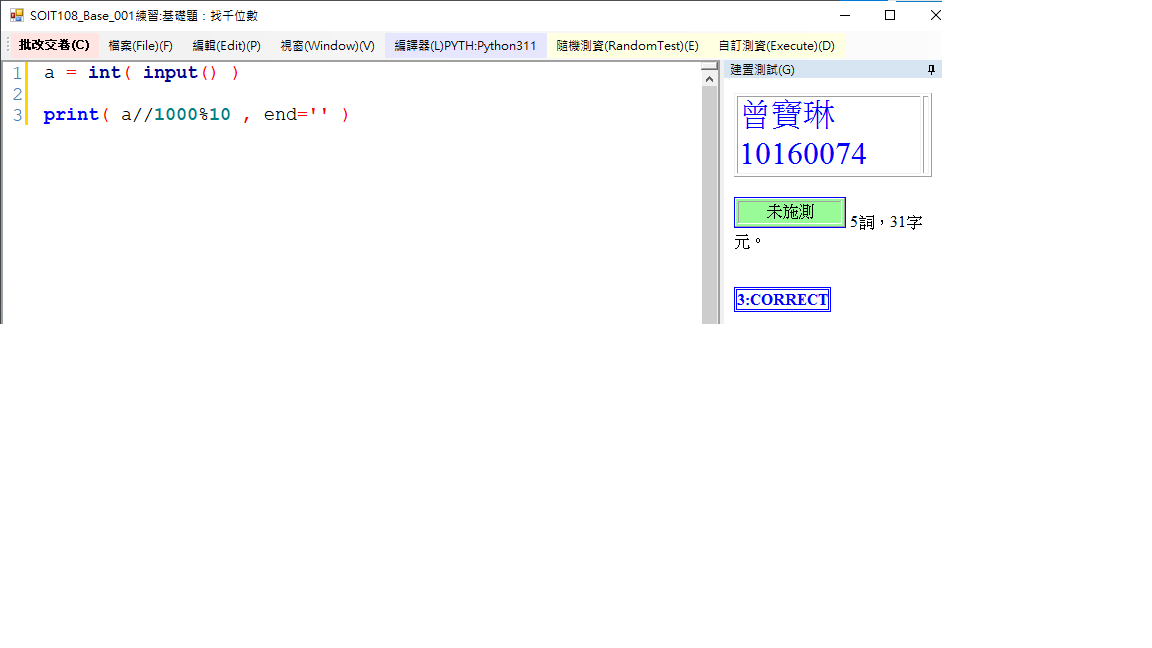 SOIT108_Base_001練習:基礎題：找千位數
批改交卷(C) 檔案(File)(F) 編輯(Edit)(P) 視窗(Window)(V) 編譯器(L)PYTH:Python311 隨機測資(RandomTest)(E) 自訂測資(Execute)(D)
1 a = int( input() )
2
3 print( a//1000%10 , end='' )
建置測試(G)
曾寶琳
10160074
未施測 5詞，31字
元。
3:CORRECT